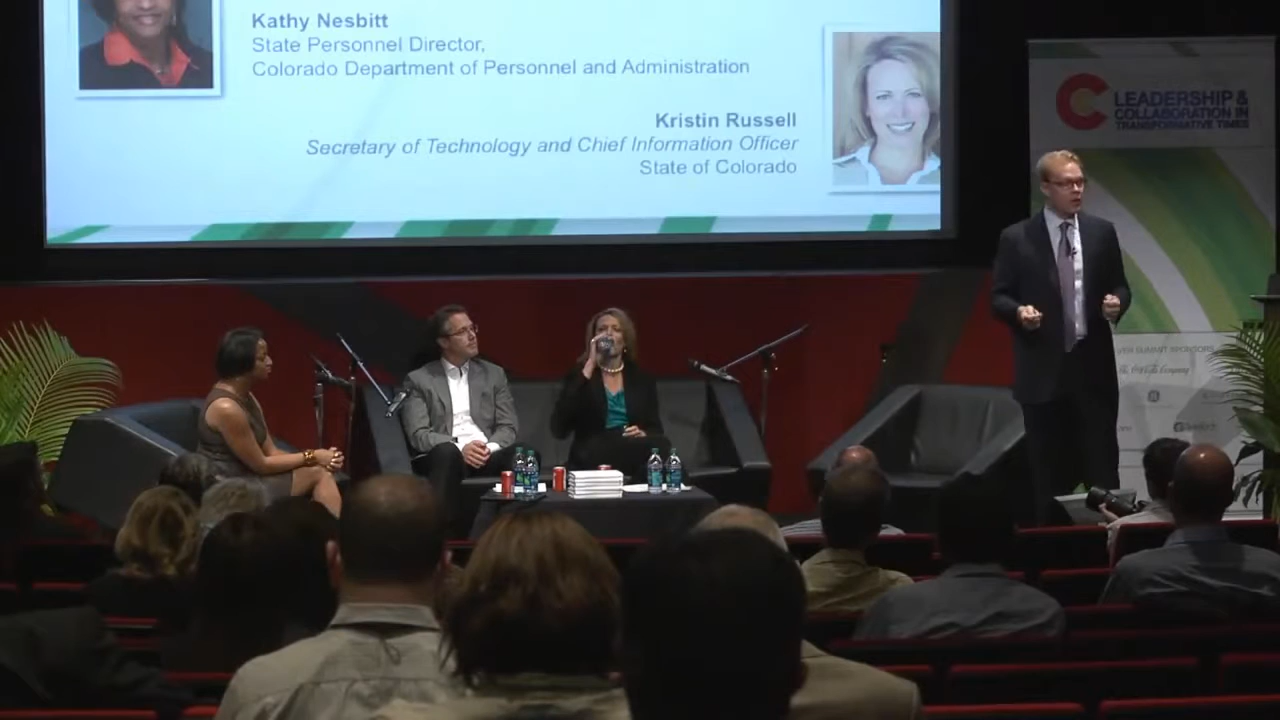 Kathy Nesbitt
State Personnel Director,
Colorado Department of Personnel and Administration
Kristin Russell
Secretary of Technology and Chief Information Officer
State of Colorado
LEADERSHIP &
COLLABORATION IN
TRANSFORMATIVE TIMES
SUMMIT SPONSORS